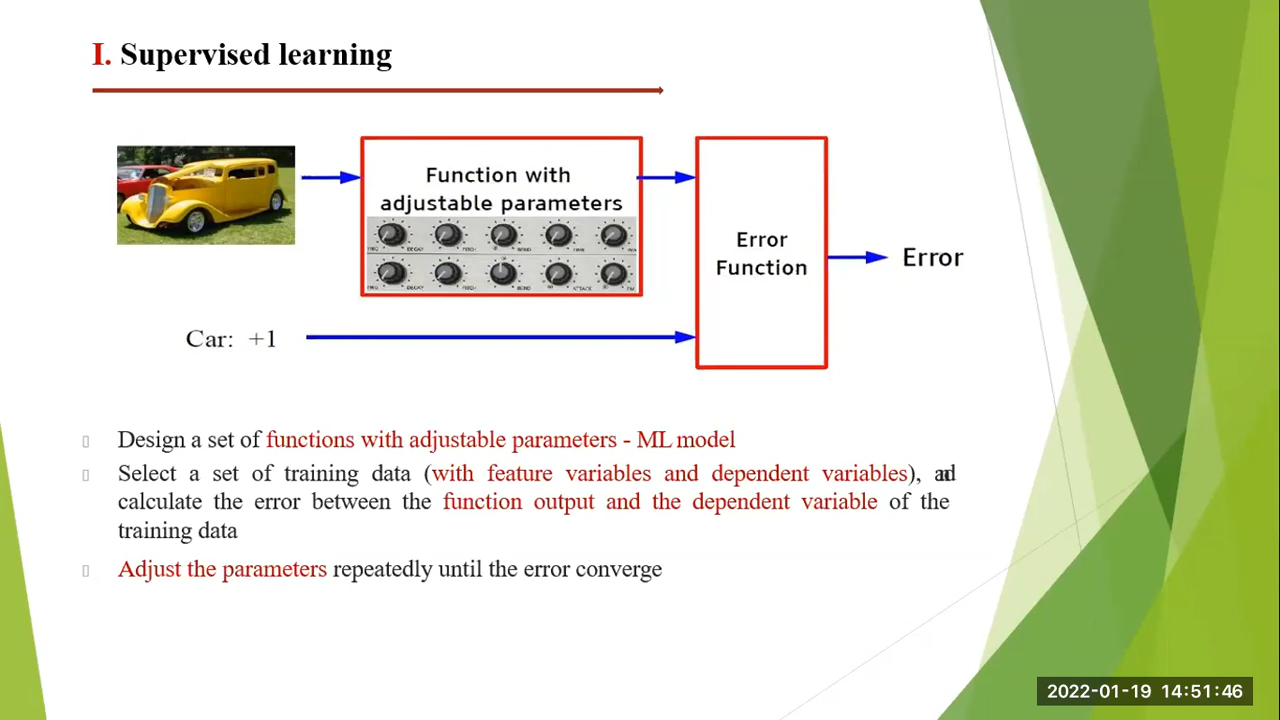 I. Supervised learning
Function with
adjustable parameters
Error
Function
Error
Car: +1
Design a set of functions with adjustable parameters - ML model
Select a set of training data (with feature variables and dependent variables), ad
calculate the error between the function output and the dependent variable of the
training data
Adjust the parameters repeatedly until the error converge
2022-01-19 14:51:46